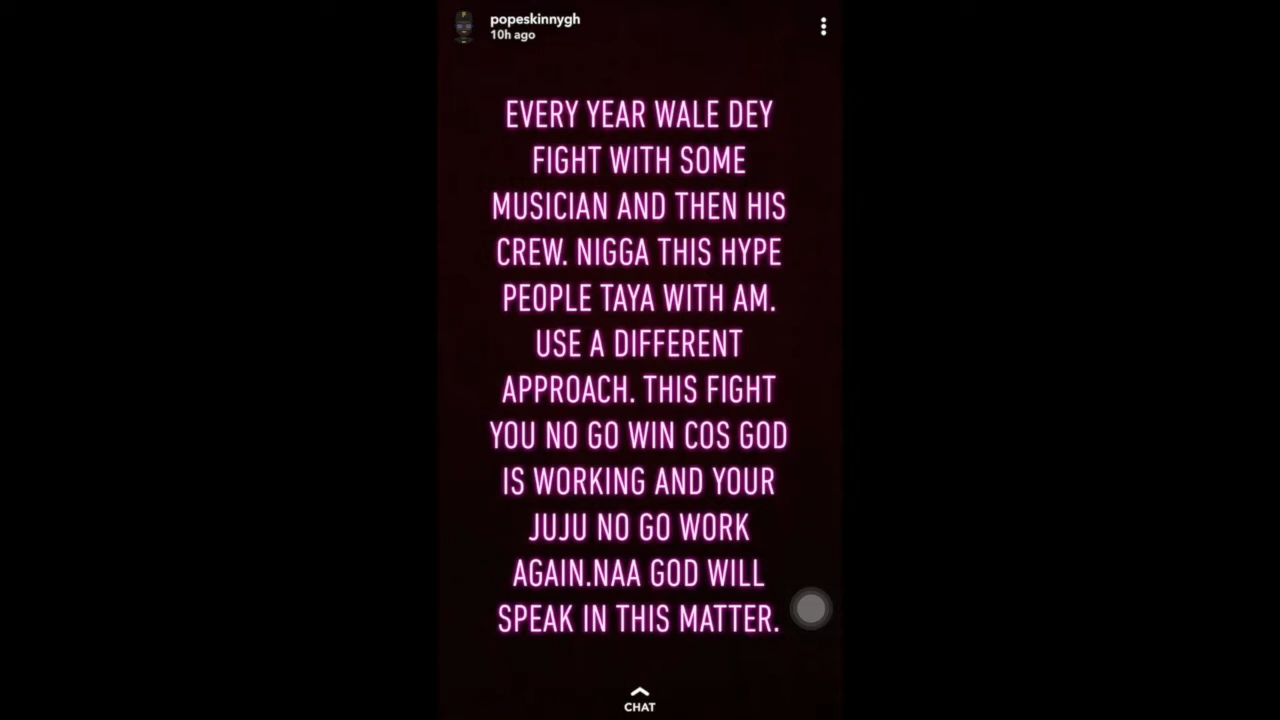 popeskinnygh
10h ago
EVERY YEAR WALE DEY
FIGHT WITH SOME
MUSICIAN AND THEN HIS
CREW. NIGGA THIS HYPE
PEOPLE TAYA WITH AM.
USE A DIFFERENT
APPROACH. THIS FIGHT
YOU NO GO WIN COS GOD
IS WORKING AND YOUR
JUJU NO GO WORK
AGAIN.NAA GOD WILL
SPEAK IN THIS MATTER.
CHAT